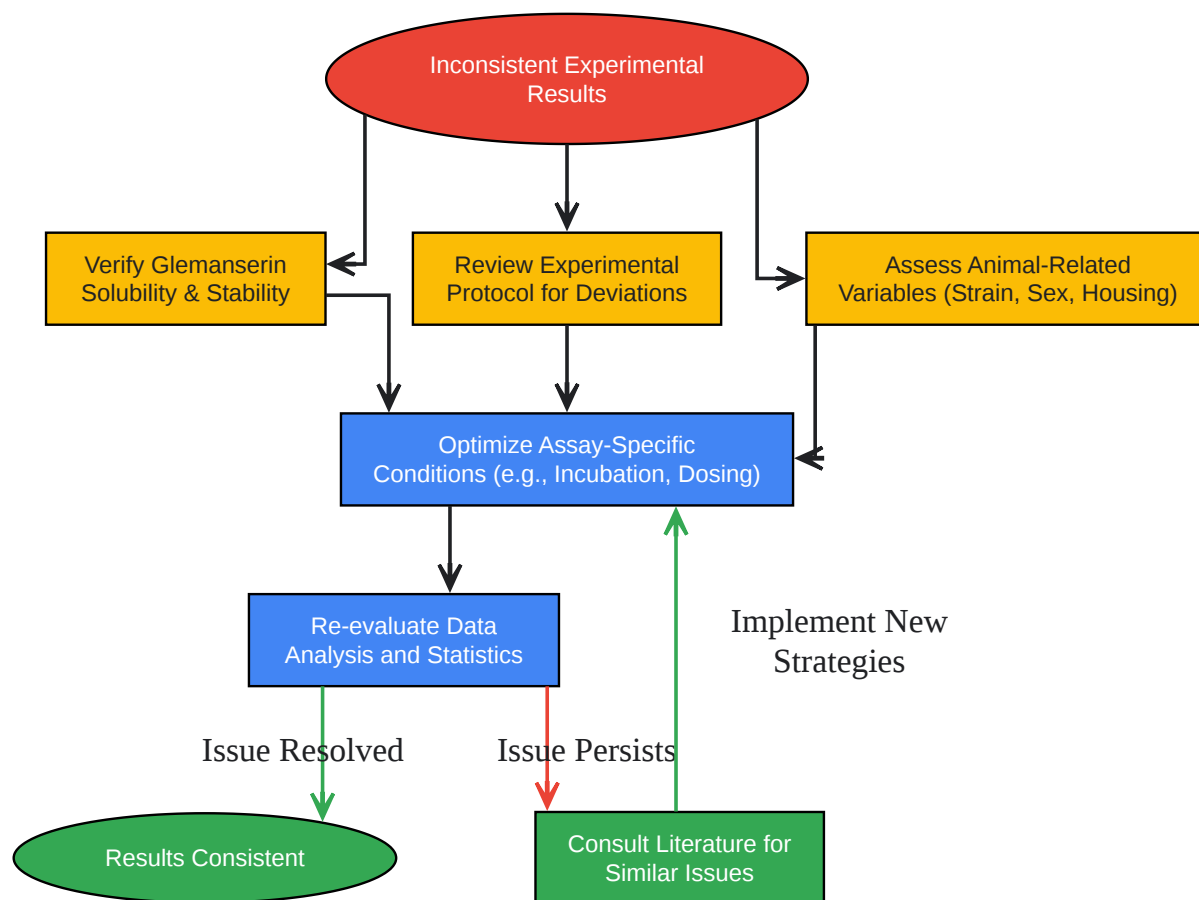 Inconsistent Experimental
Results
Verify Glemanserin
Solubility & Stability
Review Experimental
Protocol for Deviations
Assess Animal-Related
Variables (Strain, Sex, Housing)
Optimize Assay-Specific
Conditions (e.g., Incubation, Dosing)
Re-evaluate Data
Analysis and Statistics
Implement New
Strategies
Issue Resolved
Issue Persists
Results Consistent
Consult Literature for
Similar Issues